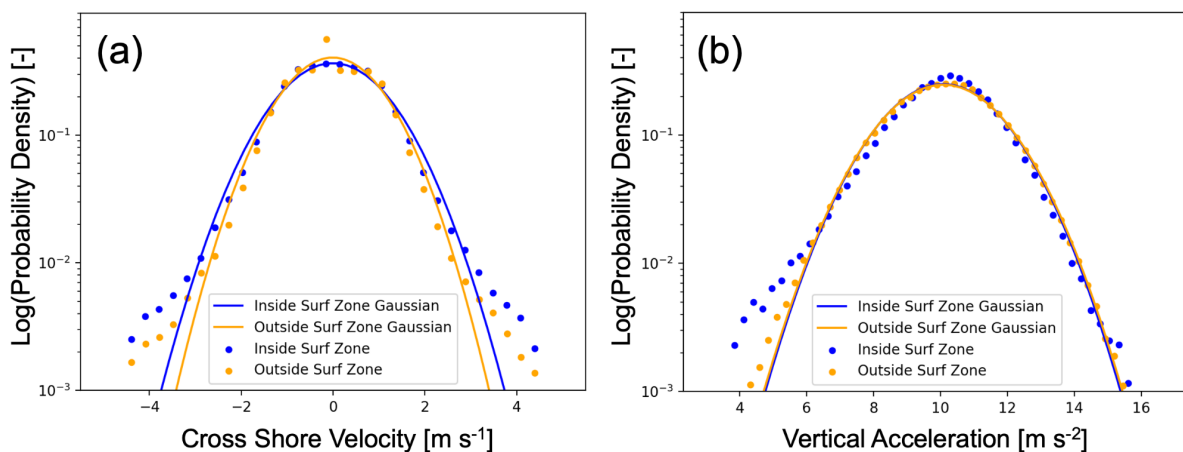 (a)
Log(Probability Density) [-]
10⁻¹
10⁻²
10⁻³
Inside Surf Zone Gaussian
Outside Surf Zone Gaussian
Inside Surf Zone
Outside Surf Zone
−4 −2 0 2 4
Cross Shore Velocity [m s⁻¹]
(b)
Log(Probability Density) [-]
10⁻¹
10⁻²
10⁻³
Inside Surf Zone Gaussian
Outside Surf Zone Gaussian
Inside Surf Zone
Outside Surf Zone
4 6 8 10 12 14 16
Vertical Acceleration [m s⁻²]